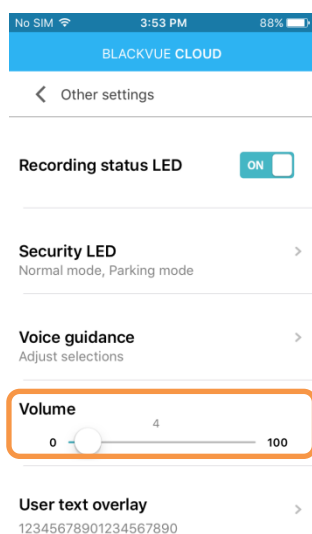 No SIM 3:53 PM 88%
BLACKVUE CLOUD
Other settings
Recording status LED ON
Security LED
Normal mode, Parking mode
Voice guidance
Adjust selections
Volume
4
0 100
User text overlay
12345678901234567890